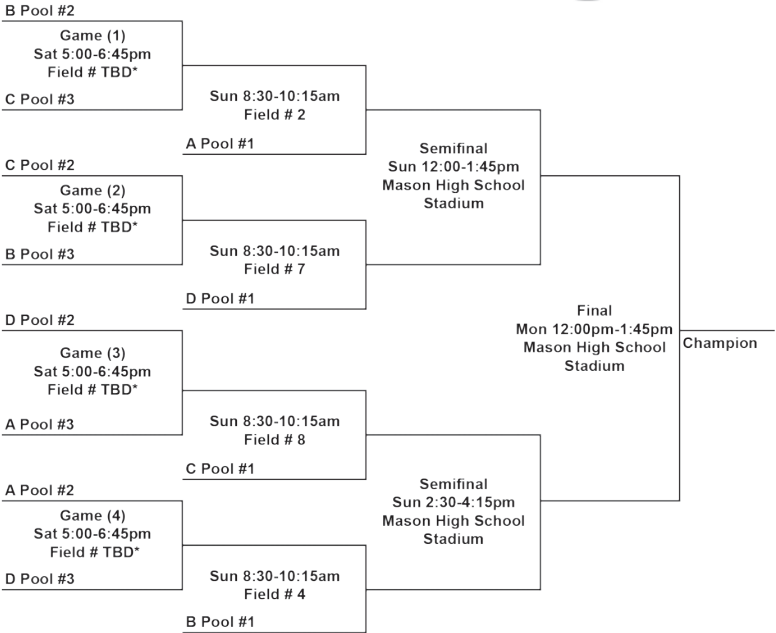 B Pool #2
Game (1)
Sat 5:00-6:45pm
Field # TBD*
C Pool #3
Sun 8:30-10:15am
Field # 2
A Pool #1
C Pool #2
Game (2)
Sat 5:00-6:45pm
Field # TBD*
B Pool #3
Sun 8:30-10:15am
Field # 7
D Pool #1
Semifinal
Sun 12:00-1:45pm
Mason High School
Stadium
D Pool #2
Game (3)
Sat 5:00-6:45pm
Field # TBD*
A Pool #3
Sun 8:30-10:15am
Field # 8
C Pool #1
A Pool #2
Game (4)
Sat 5:00-6:45pm
Field # TBD*
D Pool #3
Sun 8:30-10:15am
Field # 4
B Pool #1
Semifinal
Sun 2:30-4:15pm
Mason High School
Stadium
Final
Mon 12:00pm-1:45pm
Mason High School
Stadium
Champion